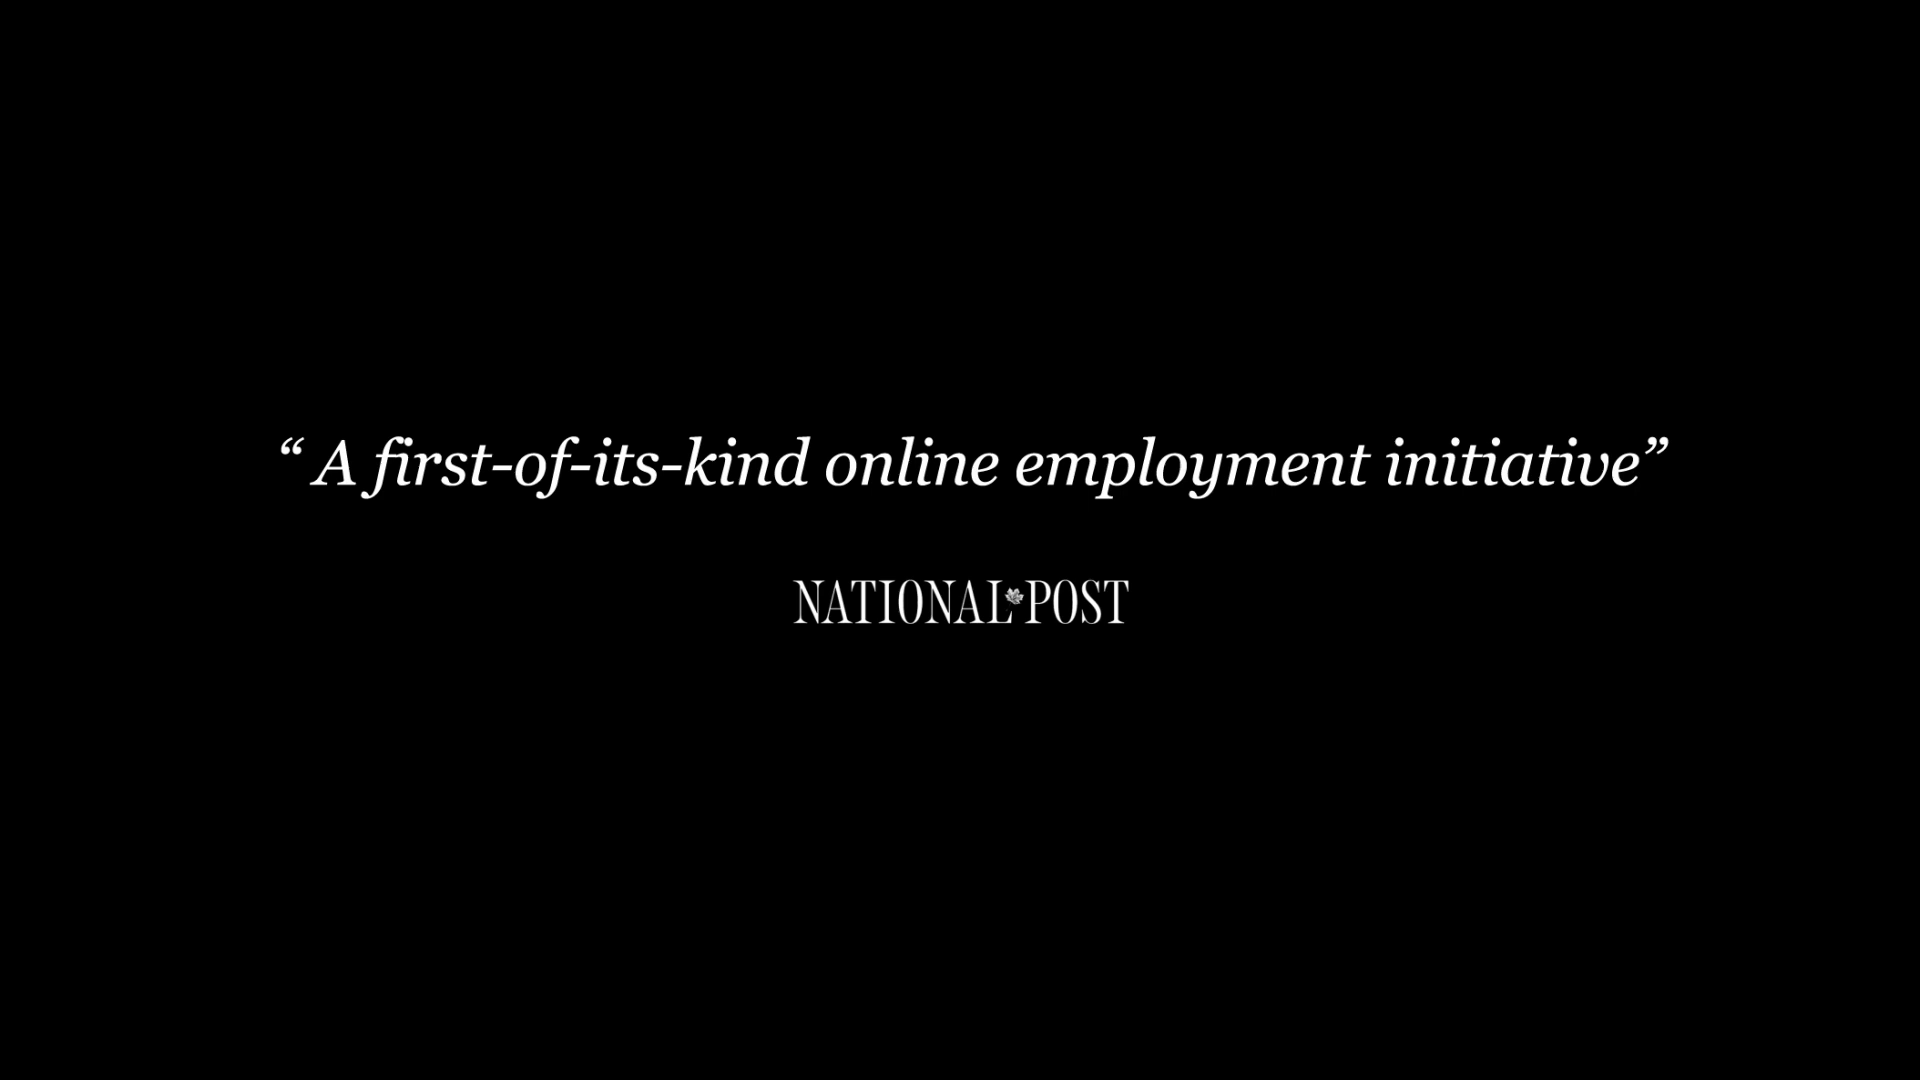 “ A first-of-its-kind online employment initiative”
NATIONAL POST